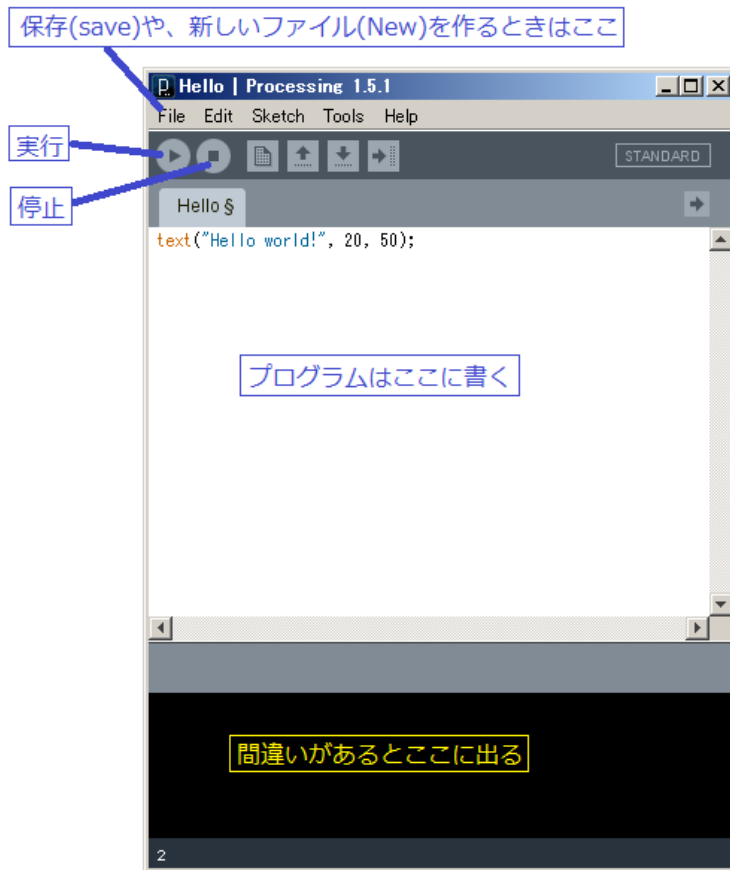 保存(save)や、新しいファイル(New)を作るときはここ
Hello | Processing 1.5.1
File Edit Sketch Tools Help
実行
STANDARD
停止
Hello §
text("Hello world!", 20, 50);
プログラムはここに書く
間違いがあるとここに出る
2